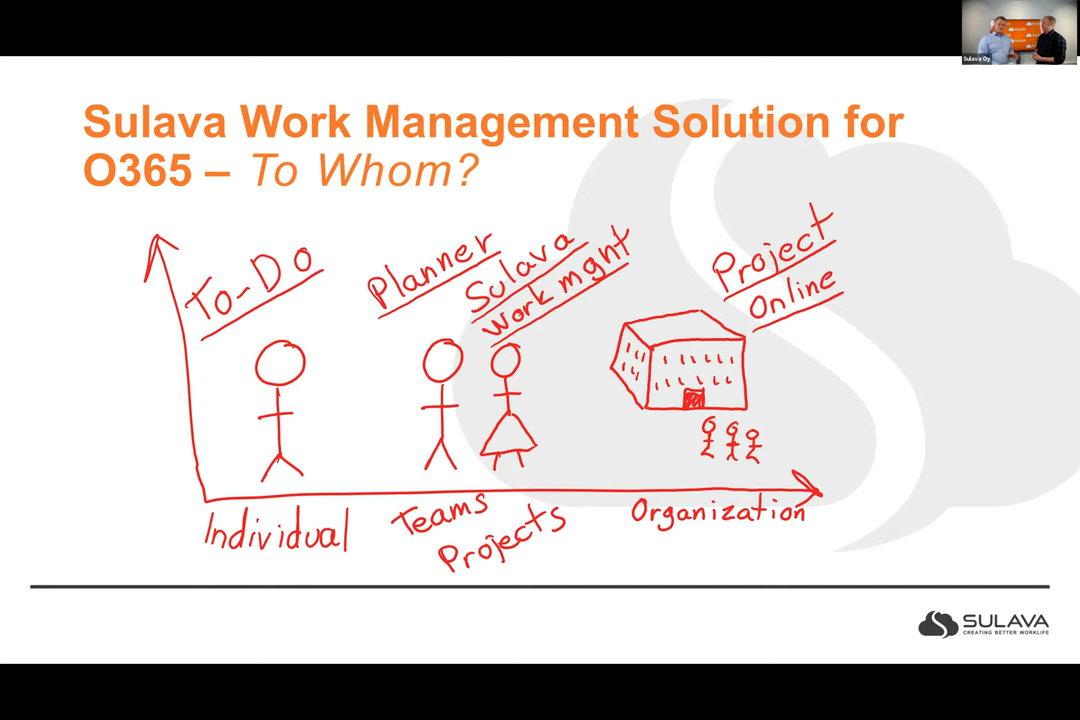 Sulava Oy
Sulava Work Management Solution for
O365 – To Whom?
To-Do
Planner
Sulava
Work mgnt
Project
Online
Individual
Teams
Projects
Organization
SULAVA
CREATING BETTER WORKLIFE